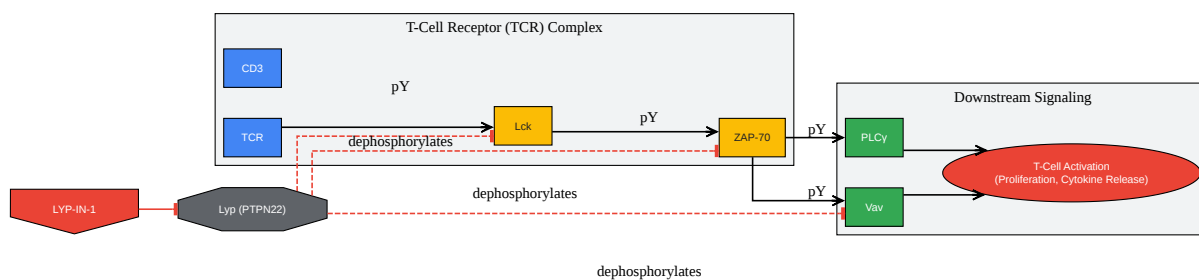 T-Cell Receptor (TCR) Complex
CD3
pY
TCR
Lck
pY
ZAP-70
dephosphorylates
Downstream Signaling
pY
PLCγ
T-Cell Activation
(Proliferation, Cytokine Release)
LYP-IN-1
Lyp (PTPN22)
dephosphorylates
pY
Vav
dephosphorylates